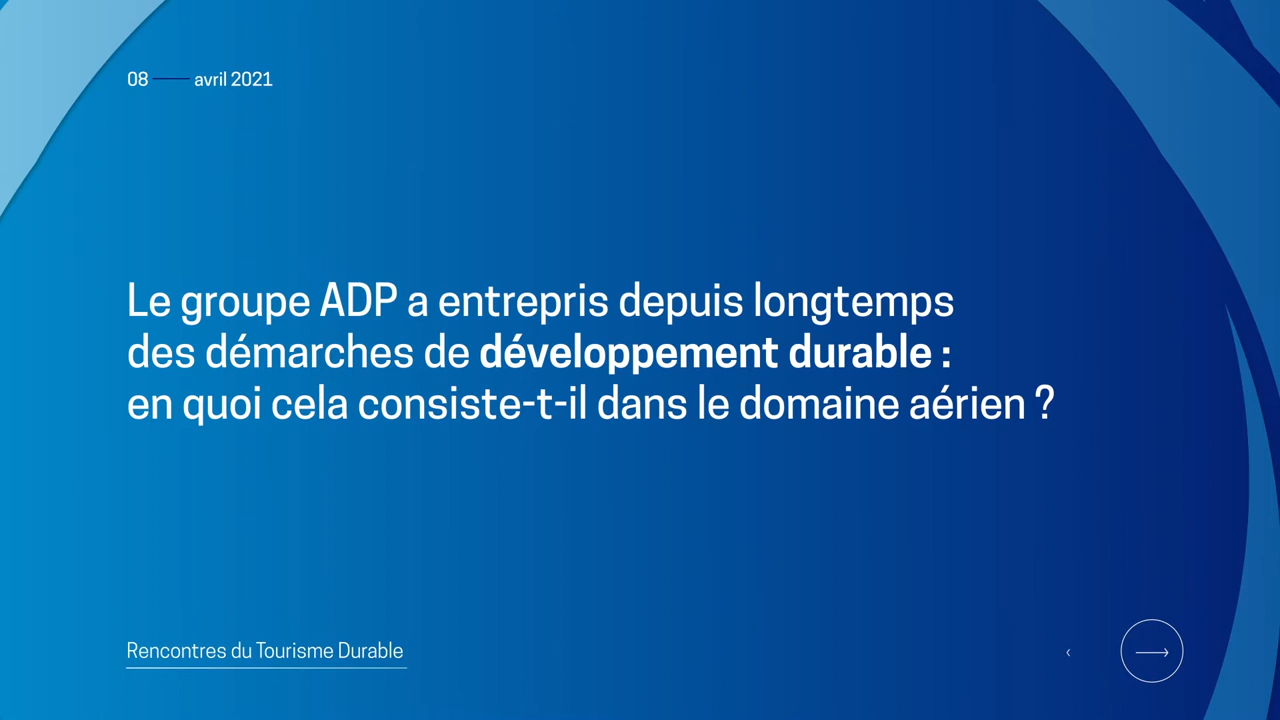 08 — avril 2021
Le groupe ADP a entrepris depuis longtemps
des démarches de développement durable :
en quoi cela consiste-t-il dans le domaine aérien ?
Rencontres du Tourisme Durable